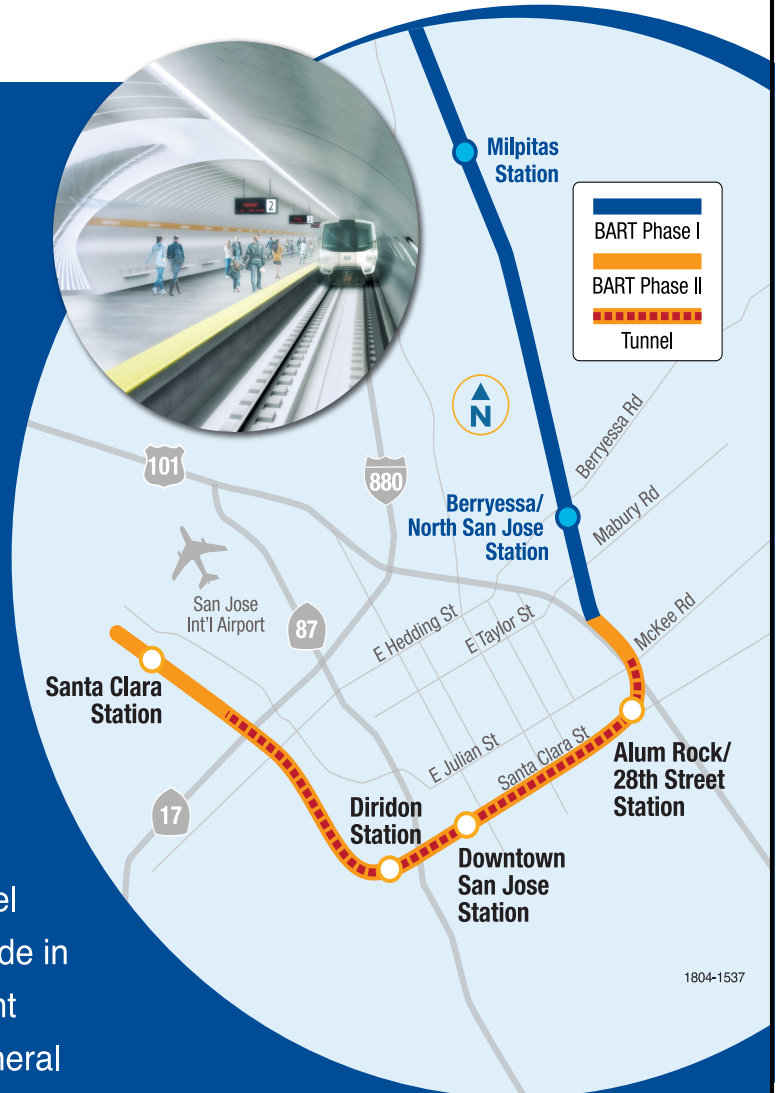 Milpitas
Station
BART Phase I
BART Phase II
Tunnel
2
2
N
101
880
Berryessa Rd
Berryessa/
North San Jose
Station
Mabury Rd
San Jose
Int'l Airport
87
E Hedding St
E Taylor St
McKee Rd
Santa Clara
Station
E Julian St
Santa Clara St
Alum Rock/
28th Street
Station
17
Diridon
Station
Downtown
San Jose
Station
el
de in
nt
neral
1804-1537